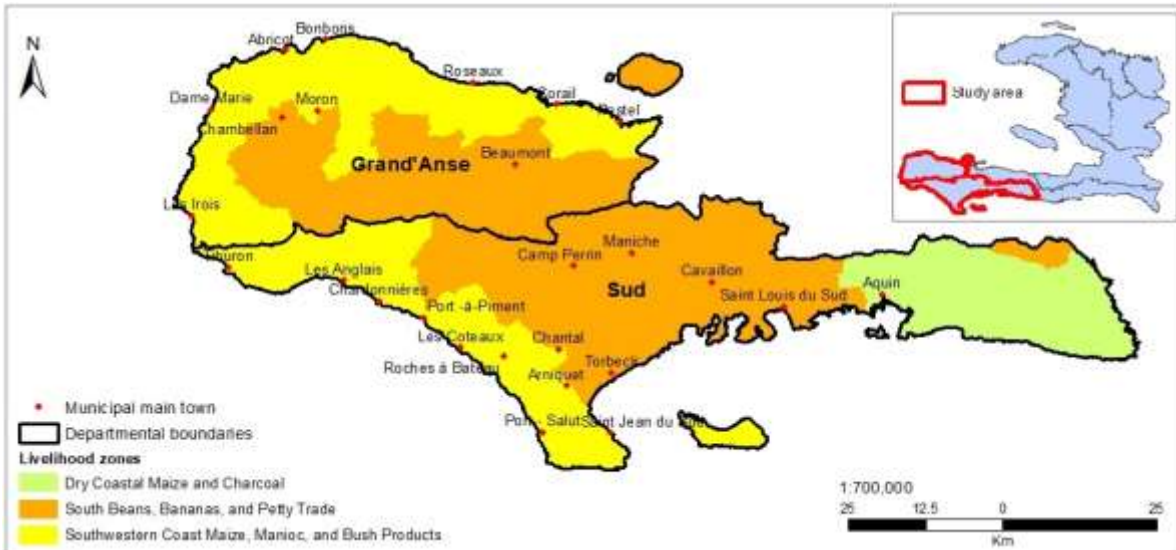 N
Bonbons
Abricot
Roseaux
Corail
Pestel
Dame Marie
Moron
Chambellan
Beaumont
Grand'Anse
Les Irois
Maniche
Camp Perrin
Les Anglais
Cavaillon
Chardonnières
Sud
Aquin
Saint Louis du Sud
Port -à-Piment
Les Coteaux
Chantal
Roches à Bateau
Torbeck
Arniquet
Port - Salut
Saint Jean du Sud
Study area
Municipal main town
Departmental boundaries
Livelihood zones
Dry Coastal Maize and Charcoal
South Beans, Bananas, and Petty Trade
Southwestern Coast Maize, Manioc, and Bush Products
1:700,000
25 12.5 0 25
Km